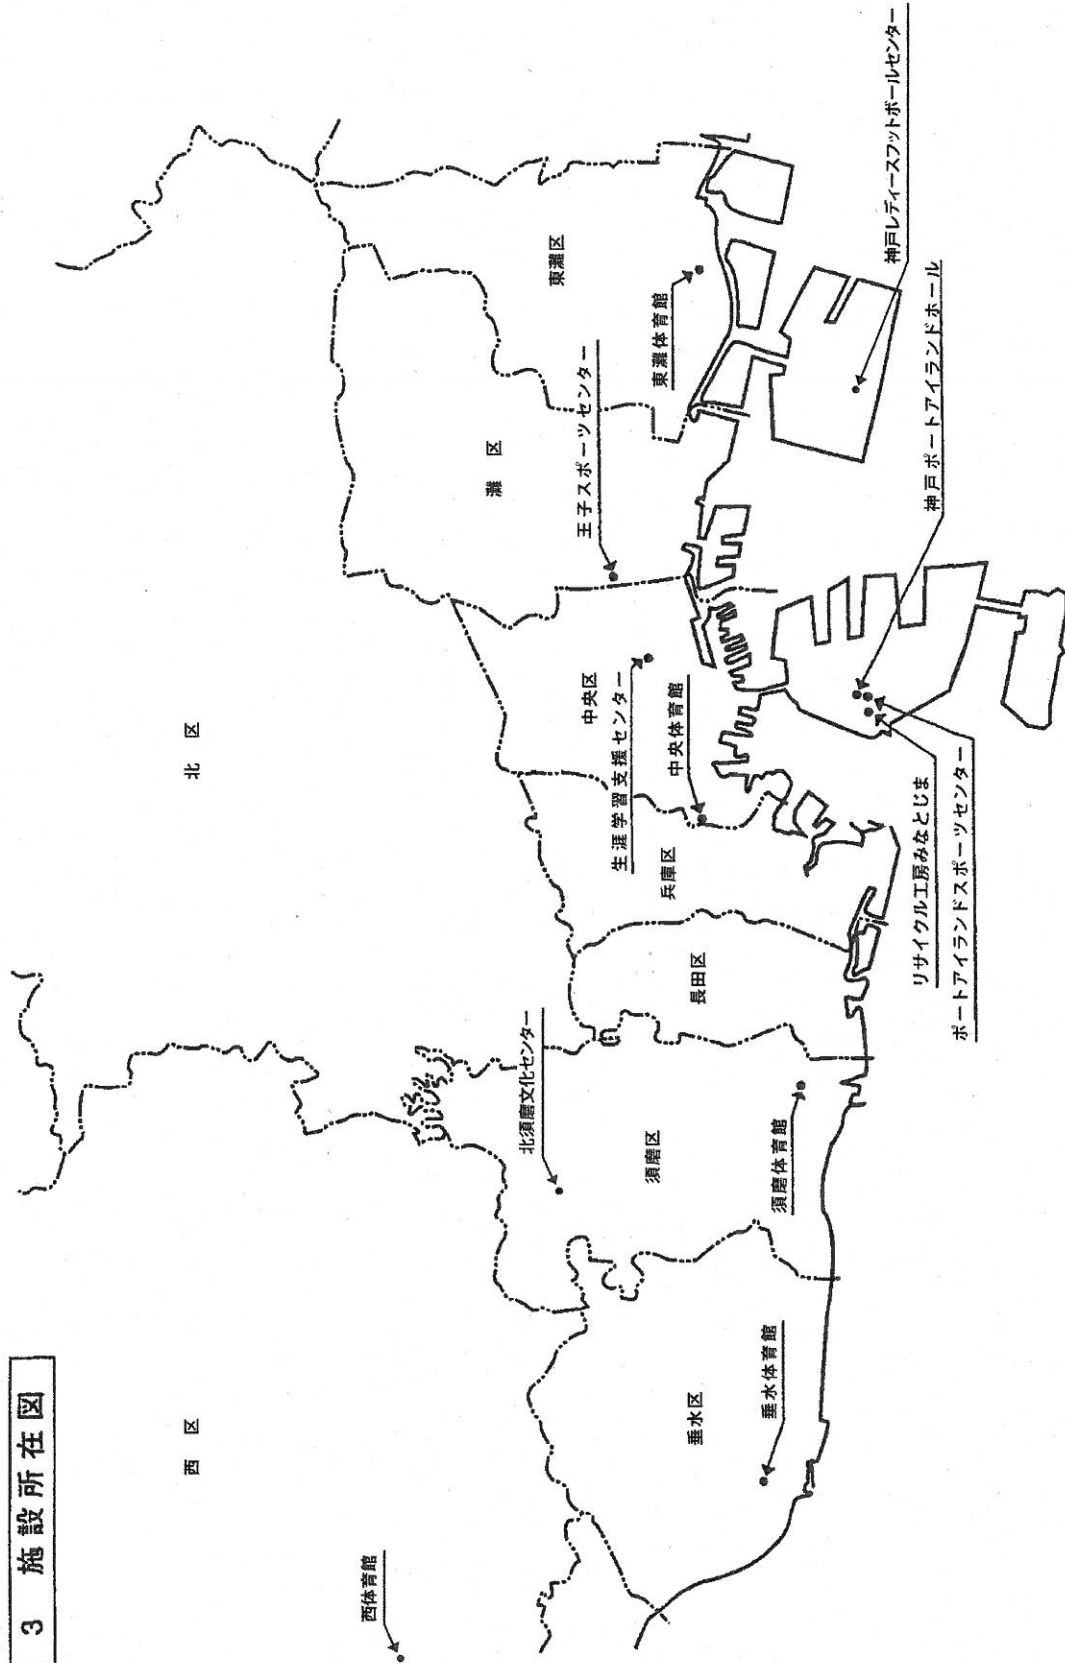 3 施設所在図
西区
北区
西体育館
垂水区
垂水体育館
北須磨文化センター
須磨区
須磨体育館
長田区
兵庫区
中央区
生涯学習支援センター
中央体育館
灘区
王子スポーツセンター
東灘区
東灘体育館
リサイクル工房みなとじま
ポートアイランドスポーツセンター
神戸ポートアイランドホール
神戸レディースフットボールセンター